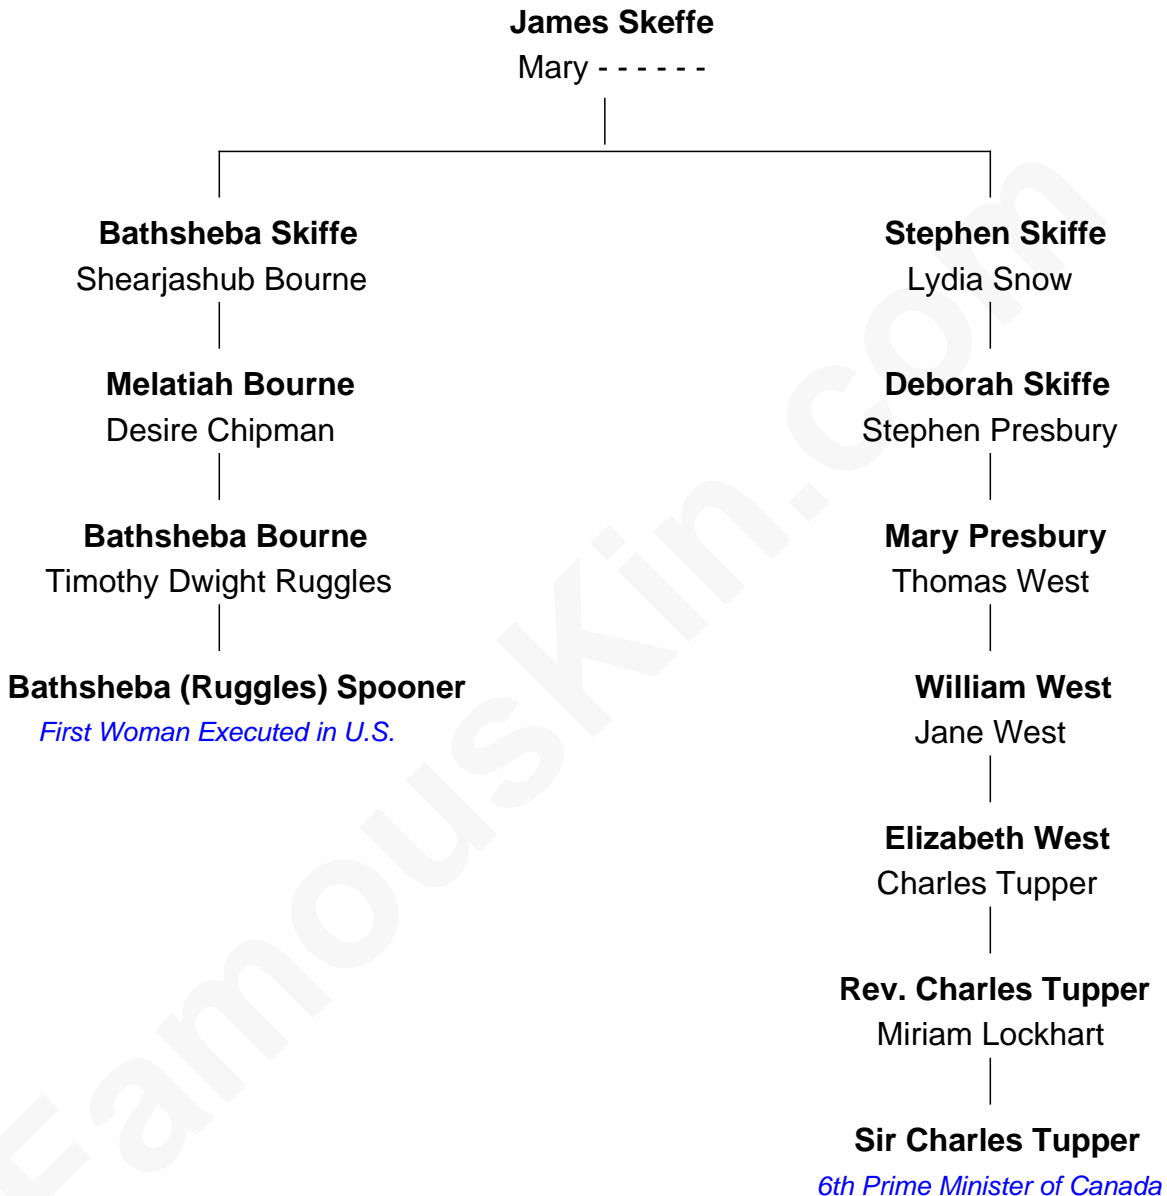 James Skeffe
Mary - - - - - -
Bathsheba Skiffe
Shearjashub Bourne
Melatiah Bourne
Desire Chipman
Bathsheba Bourne
Timothy Dwight Ruggles
Bathsheba (Ruggles) Spooner
First Woman Executed in U.S.
Stephen Skiffe
Lydia Snow
Deborah Skiffe
Stephen Presbury
Mary Presbury
Thomas West
William West
Jane West
Elizabeth West
Charles Tupper
Rev. Charles Tupper
Miriam Lockhart
Sir Charles Tupper
6th Prime Minister of Canada
FamousKin.com